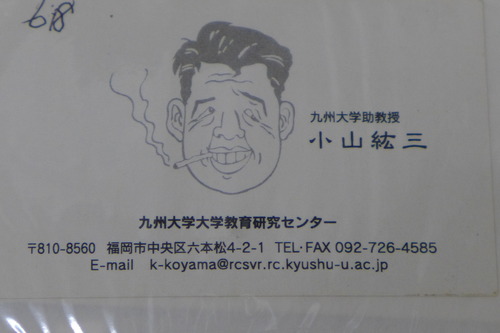 618
九州大学助教授
小山紘三
九州大学大学教育研究センター
〒810-8560 福岡市中央区六本松4-2-1 TEL・FAX 092-726-4585
E-mail k-koyama@rcsvr.rc.kyushu-u.ac.jp